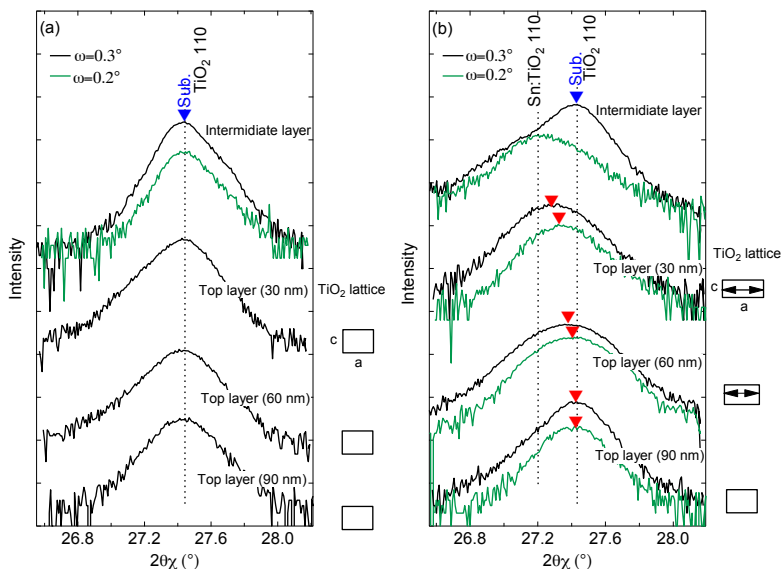 (a)
ω=0.3°
ω=0.2°
Sub.
TiO2 110
Intermidiate layer
Top layer (30 nm)
Top layer (60 nm)
Top layer (90 nm)
TiO2 lattice
c
a
Intensity
26.8 27.2 27.6 28.0
2θχ (°)
(b)
ω=0.3°
ω=0.2°
Sn:TiO2 110
Sub.
TiO2 110
Intermidiate layer
Top layer (30 nm)
Top layer (60 nm)
Top layer (90 nm)
TiO2 lattice
c
a
Intensity
26.8 27.2 27.6 28.0
2θχ (°)